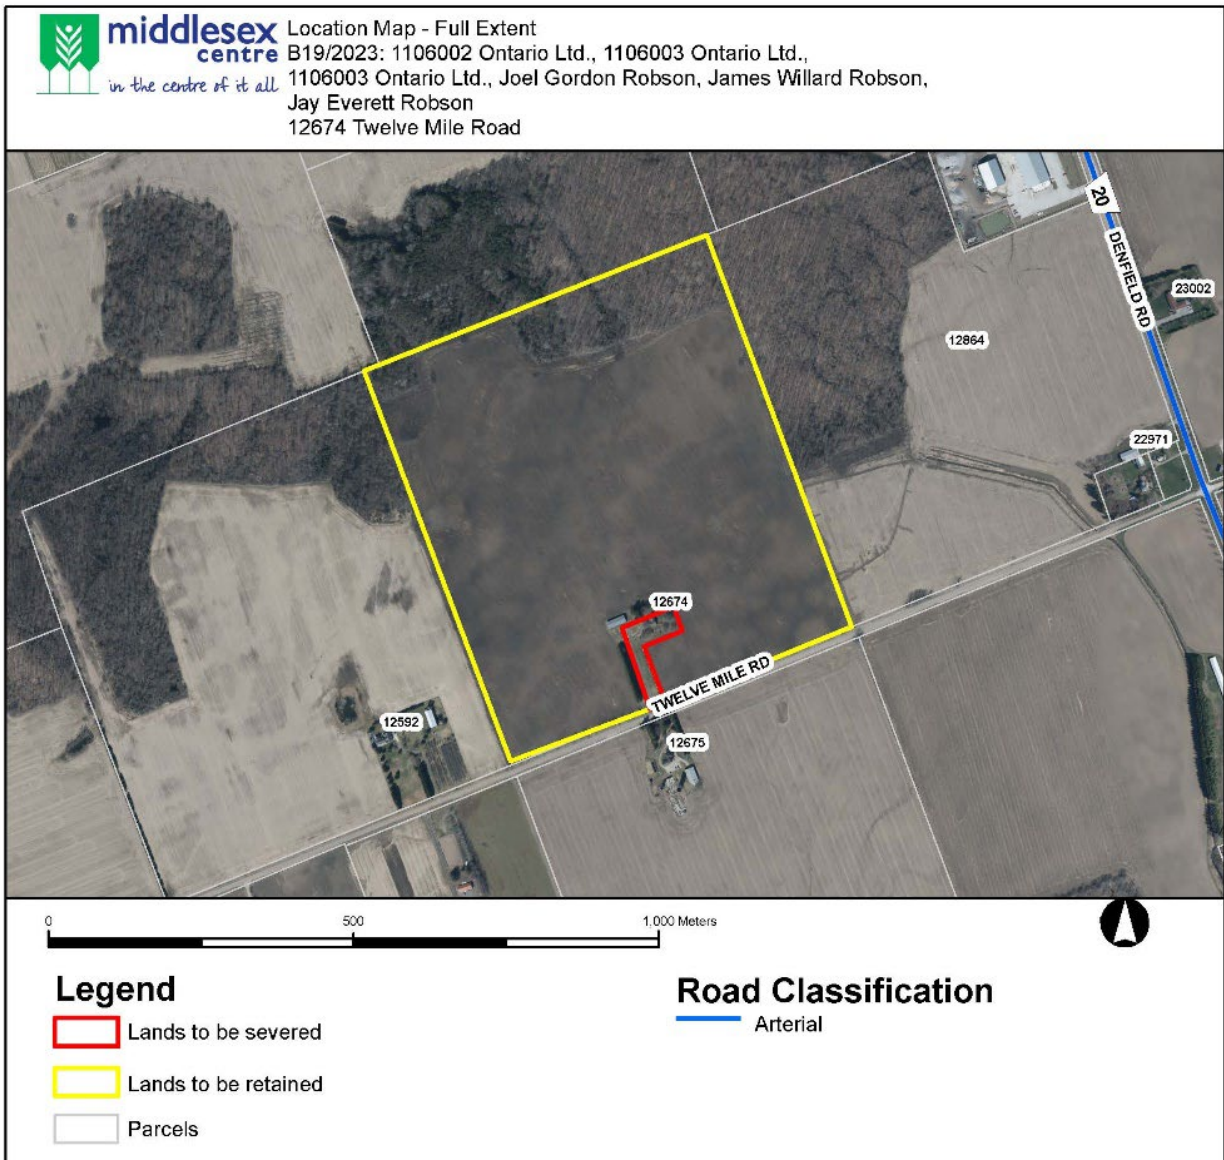 middlesex
centre
in the centre of it all
Location Map - Full Extent
B19/2023: 1106002 Ontario Ltd., 1106003 Ontario Ltd.,
1106003 Ontario Ltd., Joel Gordon Robson, James Willard Robson,
Jay Everett Robson
12674 Twelve Mile Road
20
DENFIELD RD
23002
12864
22971
12674
TWELVE MILE RD
12592
12675
0 500 1,000 Meters
Legend
Lands to be severed
Lands to be retained
Parcels
Road Classification
Arterial